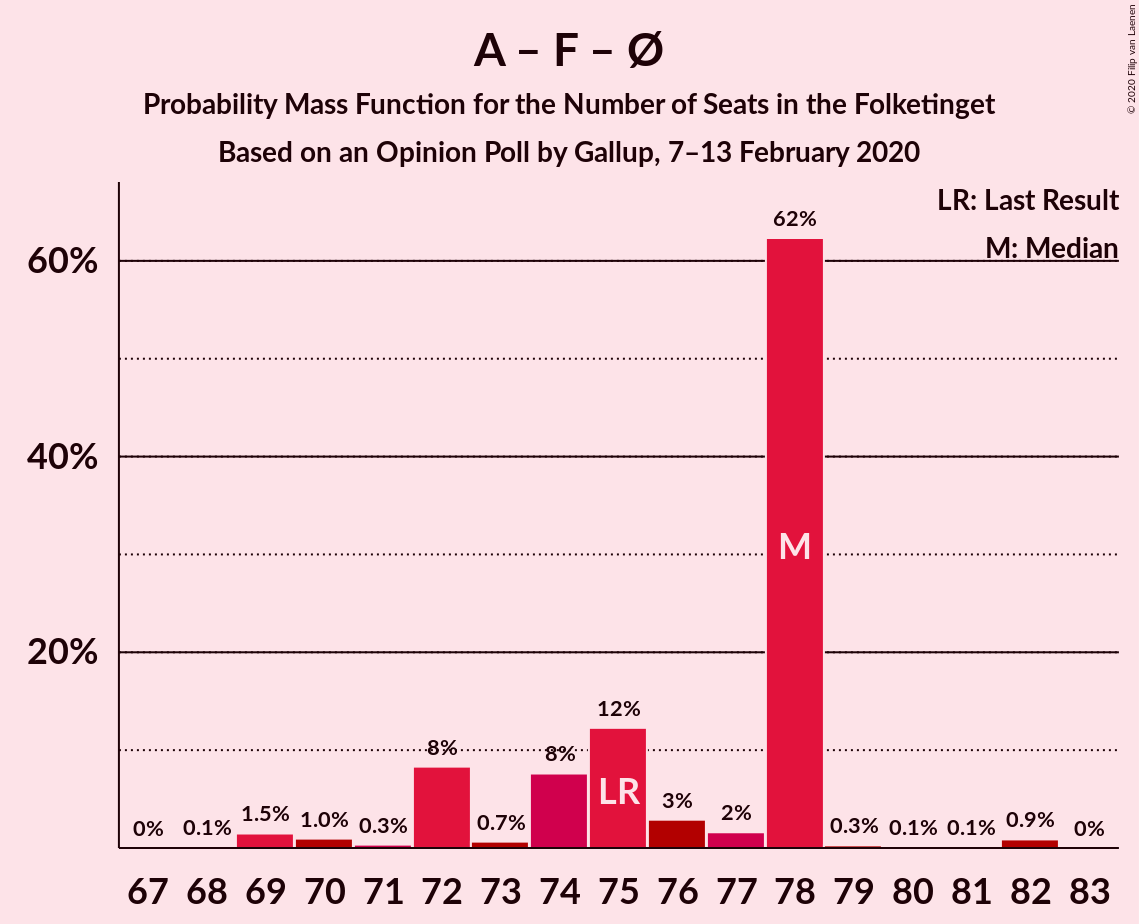 A – F – Ø
Probability Mass Function for the Number of Seats in the Folketinget
Based on an Opinion Poll by Gallup, 7–13 February 2020
© 2020 Filip van Laenen
LR: Last Result
M: Median
60%
40%
20%
0%
0.1%
1.5%
1.0%
0.3%
8%
0.7%
8%
12%
3%
2%
62%
0.3%
0.1%
0.1%
0.9%
0%
LR
M
67 68 69 70 71 72 73 74 75 76 77 78 79 80 81 82 83